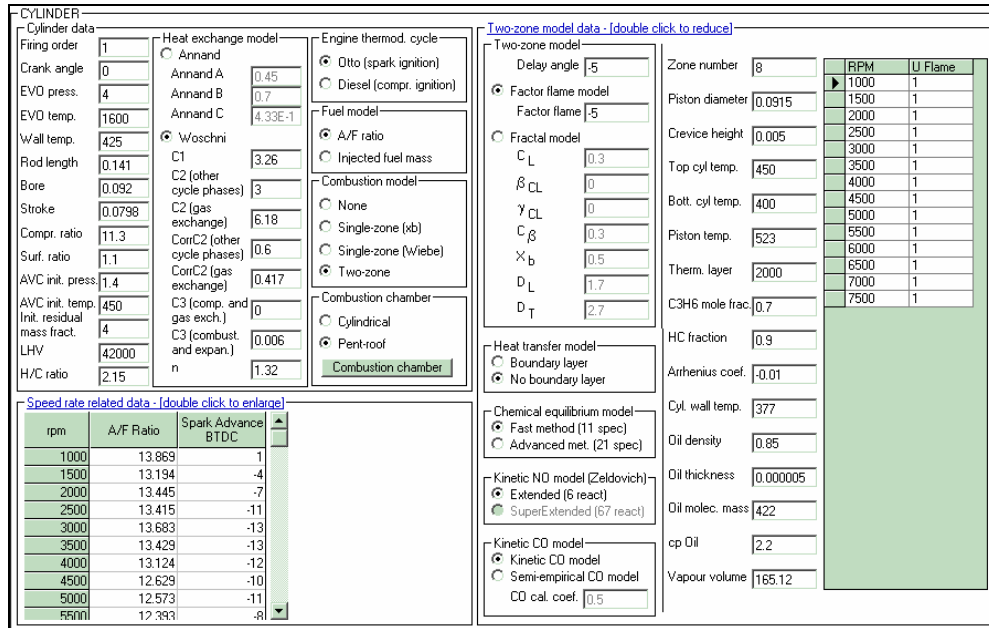 CYLINDER
Cylinder data
Firing order 1
Crank angle 0
EVO press. 4
EVO temp. 1600
Wall temp. 425
Rod length 0.141
Bore 0.092
Stroke 0.0798
Compr. ratio 11.3
Surf. ratio 1.1
AVC init. press. 1.4
AVC init. temp. 450
Init. residual
mass fract. 4
LHV 42000
H/C ratio 2.15
Heat exchange model
Annand
Annand A 0.45
Annand B 0.7
Annand C 4.33E-1
Woschni
C1 3.26
C2 (other
cycle phases) 3
C2 (gas
exchange) 6.18
CorrC2 (other
cycle phases) 0.6
CorrC2 (gas
exchange) 0.417
C3 (comp. and
gas exch.) 0
C3 (combust.
and expan.) 0.006
n 1.32
Engine thermod. cycle
Otto (spark ignition)
Diesel (compr. ignition)
Fuel model
A/F ratio
Injected fuel mass
Combustion model
None
Single-zone (xb)
Single-zone (Wiebe)
Two-zone
Combustion chamber
Cylindrical
Pent-roof
Combustion chamber
Speed rate related data - [double click to enlarge]
rpm A/F Ratio Spark Advance
BTDC
1000 13.869 1
1500 13.194 -4
2000 13.445 -7
2500 13.415 -11
3000 13.683 -13
3500 13.429 -13
4000 13.124 -12
4500 12.629 -10
5000 12.573 -11
5500 12.393 -8
Two-zone model data - [double click to reduce]
Two-zone model
Delay angle -5
Factor flame model
Factor flame -5
Fractal model
C L 0.3
β CL 0
γ CL 0
C β 0.3
X b 0.5
D L 1.7
D T 2.7
Heat transfer model
Boundary layer
No boundary layer
Chemical equilibrium model
Fast method (11 spec)
Advanced met. (21 spec)
Kinetic NO model (Zeldovich)
Extended (6 react)
SuperExtended (67 react)
Kinetic CO model
Kinetic CO model
Semi-empirical CO model
CO cal. coef. 0.5
Zone number 8
Piston diameter 0.0915
Crevice height 0.005
Top cyl temp. 450
Bott. cyl temp. 400
Piston temp. 523
Therm. layer 2000
C3H6 mole frac. 0.7
HC fraction 0.9
Arrhenius coef. -0.01
Cyl. wall temp. 377
Oil density 0.85
Oil thickness 0.000005
Oil molec. mass 422
cp Oil 2.2
Vapour volume 165.12
RPM U Flame
1000 1
1500 1
2000 1
2500 1
3000 1
3500 1
4000 1
4500 1
5000 1
5500 1
6000 1
6500 1
7000 1
7500 1